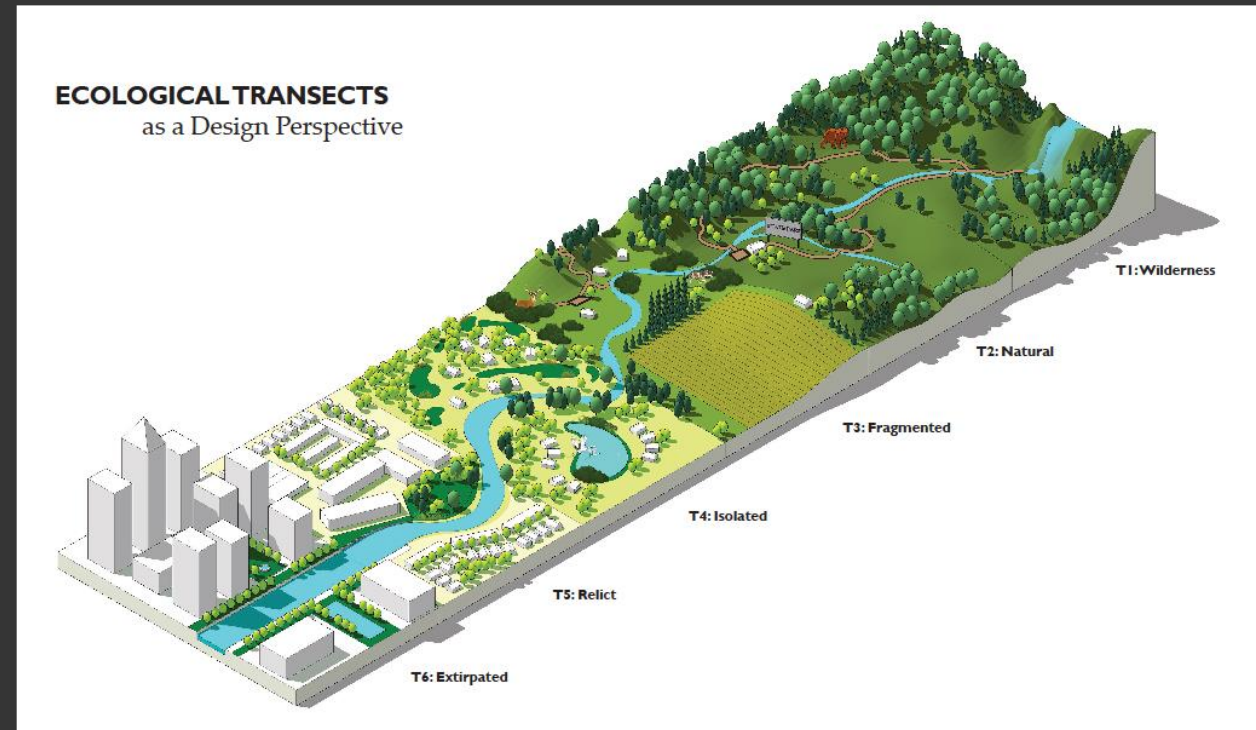 ECOLOGICAL TRANSECTS
as a Design Perspective
T1: Wilderness
T2: Natural
T3: Fragmented
T4: Isolated
T5: Relict
T6: Extirpated